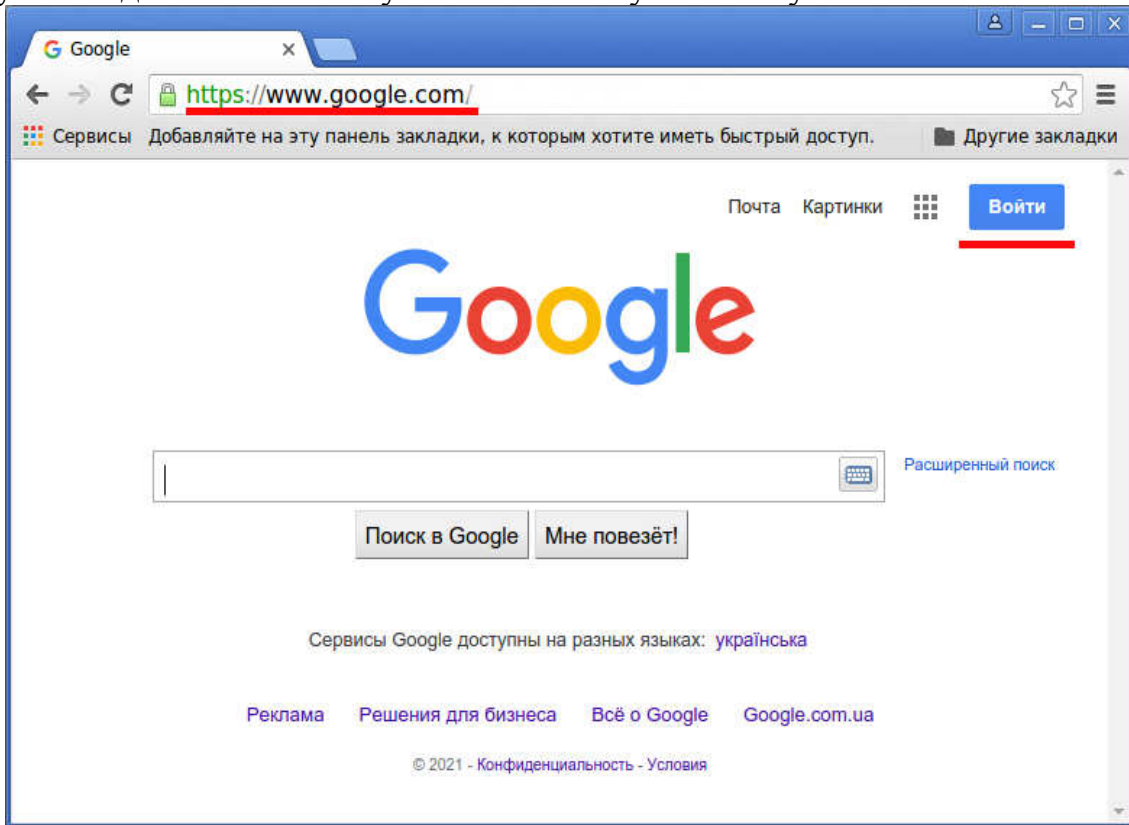 Google
https://www.google.com/
Сервисы Добавляйте на эту панель закладки, к которым хотите иметь быстрый доступ. Другие закладки
Почта Картинки Войти
Google
Расширенный поиск
Поиск в Google Мне повезёт!
Сервисы Google доступны на разных языках: українська
Реклама Решения для бизнеса Всё о Google Google.com.ua
© 2021 - Конфиденциальность - Условия